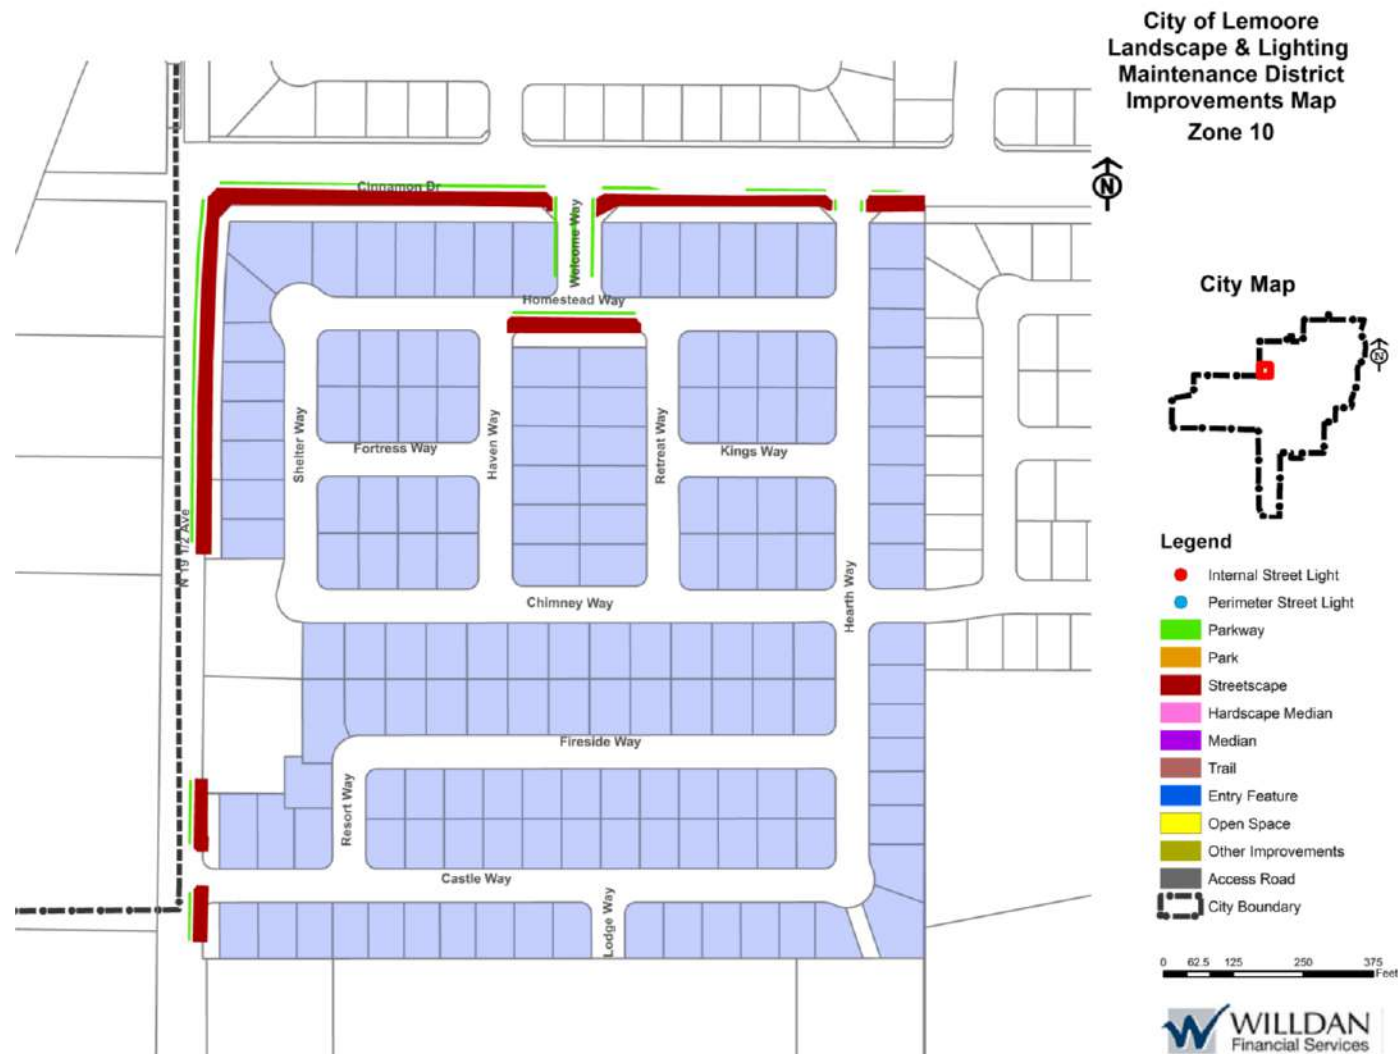 City of Lemoore
Landscape & Lighting
Maintenance District
Improvements Map
Zone 10
N
Cinnamon Dr
Welcome Way
Homestead Way
Shelter Way
Fortress Way
Haven Way
Retreat Way
Kings Way
N 19 1/2 Ave
Chimney Way
Hearth Way
Fireside Way
Resort Way
Castle Way
Lodge Way
City Map
N
Legend
Internal Street Light
Perimeter Street Light
Parkway
Park
Streetscape
Hardscape Median
Median
Trail
Entry Feature
Open Space
Other Improvements
Access Road
City Boundary
0 62.5 125 250 375
Feet
WILLDAN
Financial Services